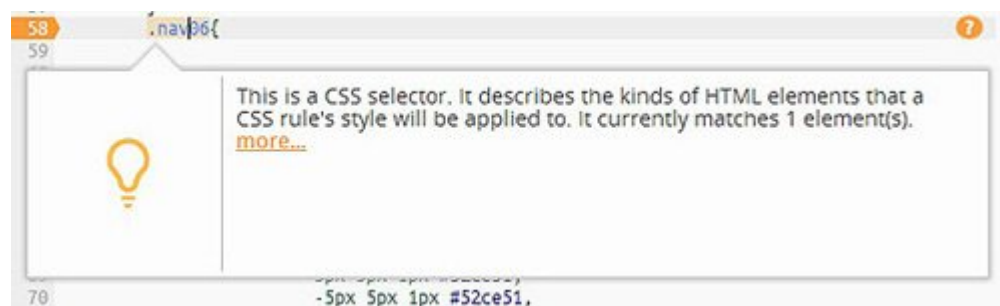 58 .nav06{ ?
59
This is a CSS selector. It describes the kinds of HTML elements that a
CSS rule's style will be applied to. It currently matches 1 element(s).
more...
70 -5px 5px 1px #52ce51,